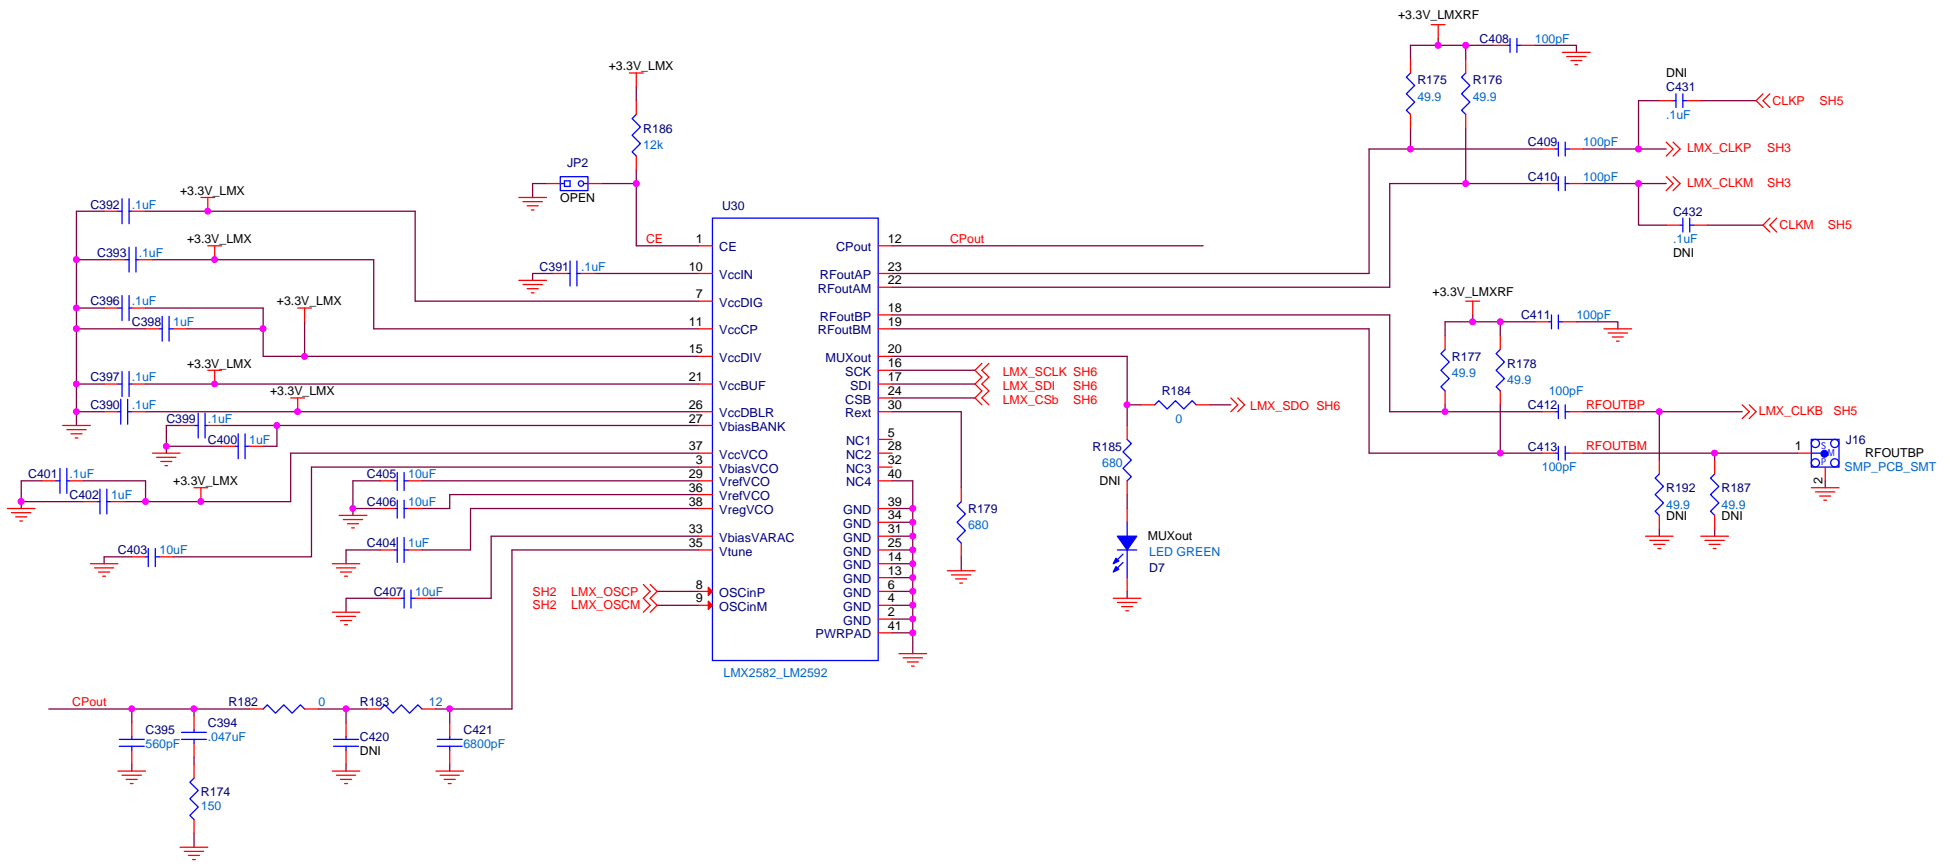 +3.3V_LMXRF
C408 100pF
R175
49.9
R176
49.9
DNI
C431
.1uF
CLKP SH5
C409 100pF
LMX_CLKP SH3
C410 100pF
LMX_CLKM SH3
C432
.1uF
DNI
CLKM SH5
+3.3V_LMX
R186
12k
JP2
OPEN
+3.3V_LMX
C392 .1uF
+3.3V_LMX
C393 .1uF
C391 .1uF
C396 .1uF
+3.3V_LMX
C398 1uF
+3.3V_LMX
C397 .1uF
+3.3V_LMX
C390 .1uF
C399 .1uF
C400 1uF
C401 .1uF
C402 1uF
+3.3V_LMX
C405 10uF
C406 10uF
C403 10uF
C404 1uF
C407 10uF
SH2 LMX_OSCP
SH2 LMX_OSCM
U30
CE 1 CE
10 VccIN
7 VccDIG
11 VccCP
15 VccDIV
21 VccBUF
26 VccDBLR
27 VbiasBANK
37 VccVCO
3 VbiasVCO
29 VrefVCO
36 VrefVCO
38 VregVCO
33 VbiasVARAC
35 Vtune
8 OSCinP
9 OSCinM
CPout 12 CPout
RFoutAP 23
RFoutAM 22
RFoutBP 18
RFoutBM 19
MUXout 20
SCK 16 LMX_SCLK SH6
SDI 17 LMX_SDI SH6
CSB 24 LMX_CSb SH6
Rext 30
NC1 5
NC2 28
NC3 32
NC4 40
GND 39
GND 34
GND 31
GND 25
GND 14
GND 13
GND 6
GND 4
GND 2
PWRPAD 41
LMX2582_LM2592
R184
0
LMX_SDO SH6
R185
680
DNI
R179
680
MUXout
LED GREEN
D7
+3.3V_LMXRF
C411 100pF
R177
49.9
R178
49.9
100pF
C412 RFOUTBP
LMX_CLKB SH5
C413 RFOUTBM
100pF
1
J16
RFOUTBP
SMP_PCB_SMT
S
M
P
2
R192
49.9
DNI
R187
49.9
DNI
CPout
R182 0
R183 12
C395
560pF
C394
.047uF
C420
DNI
C421
6800pF
R174
150